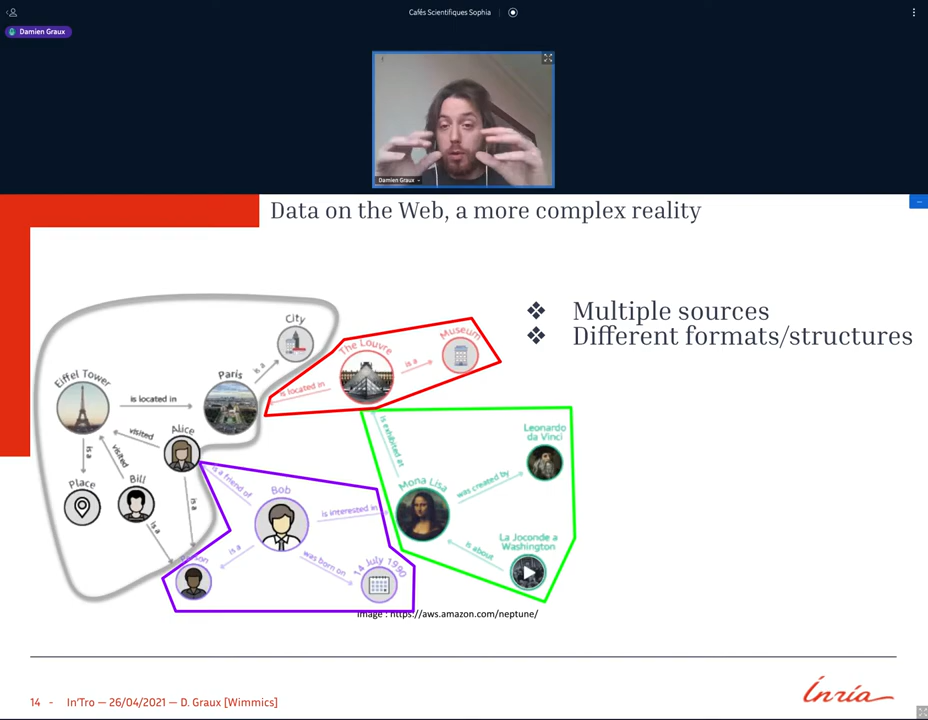 Cafés Scientifiques Sophia
Damien Graux
Damien Graux
Data on the Web, a more complex reality
❖ Multiple sources
❖ Different formats/structures
City
is a
Paris
Eiffel Tower
is located in
visited
Alice
visited
is a
Place
Bill
is a
is a
The Louvre
is a
Museum
is located in
is exhibited at
Leonardo da Vinci
was created by
Mona Lisa
is about
La Joconde à Washington
is a friend of
Bob
is interested in
is a
was born on
14 July 1990
image : https://aws.amazon.com/neptune/
14 - In'Tro — 26/04/2021 — D. Graux [Wimmics]
Inria